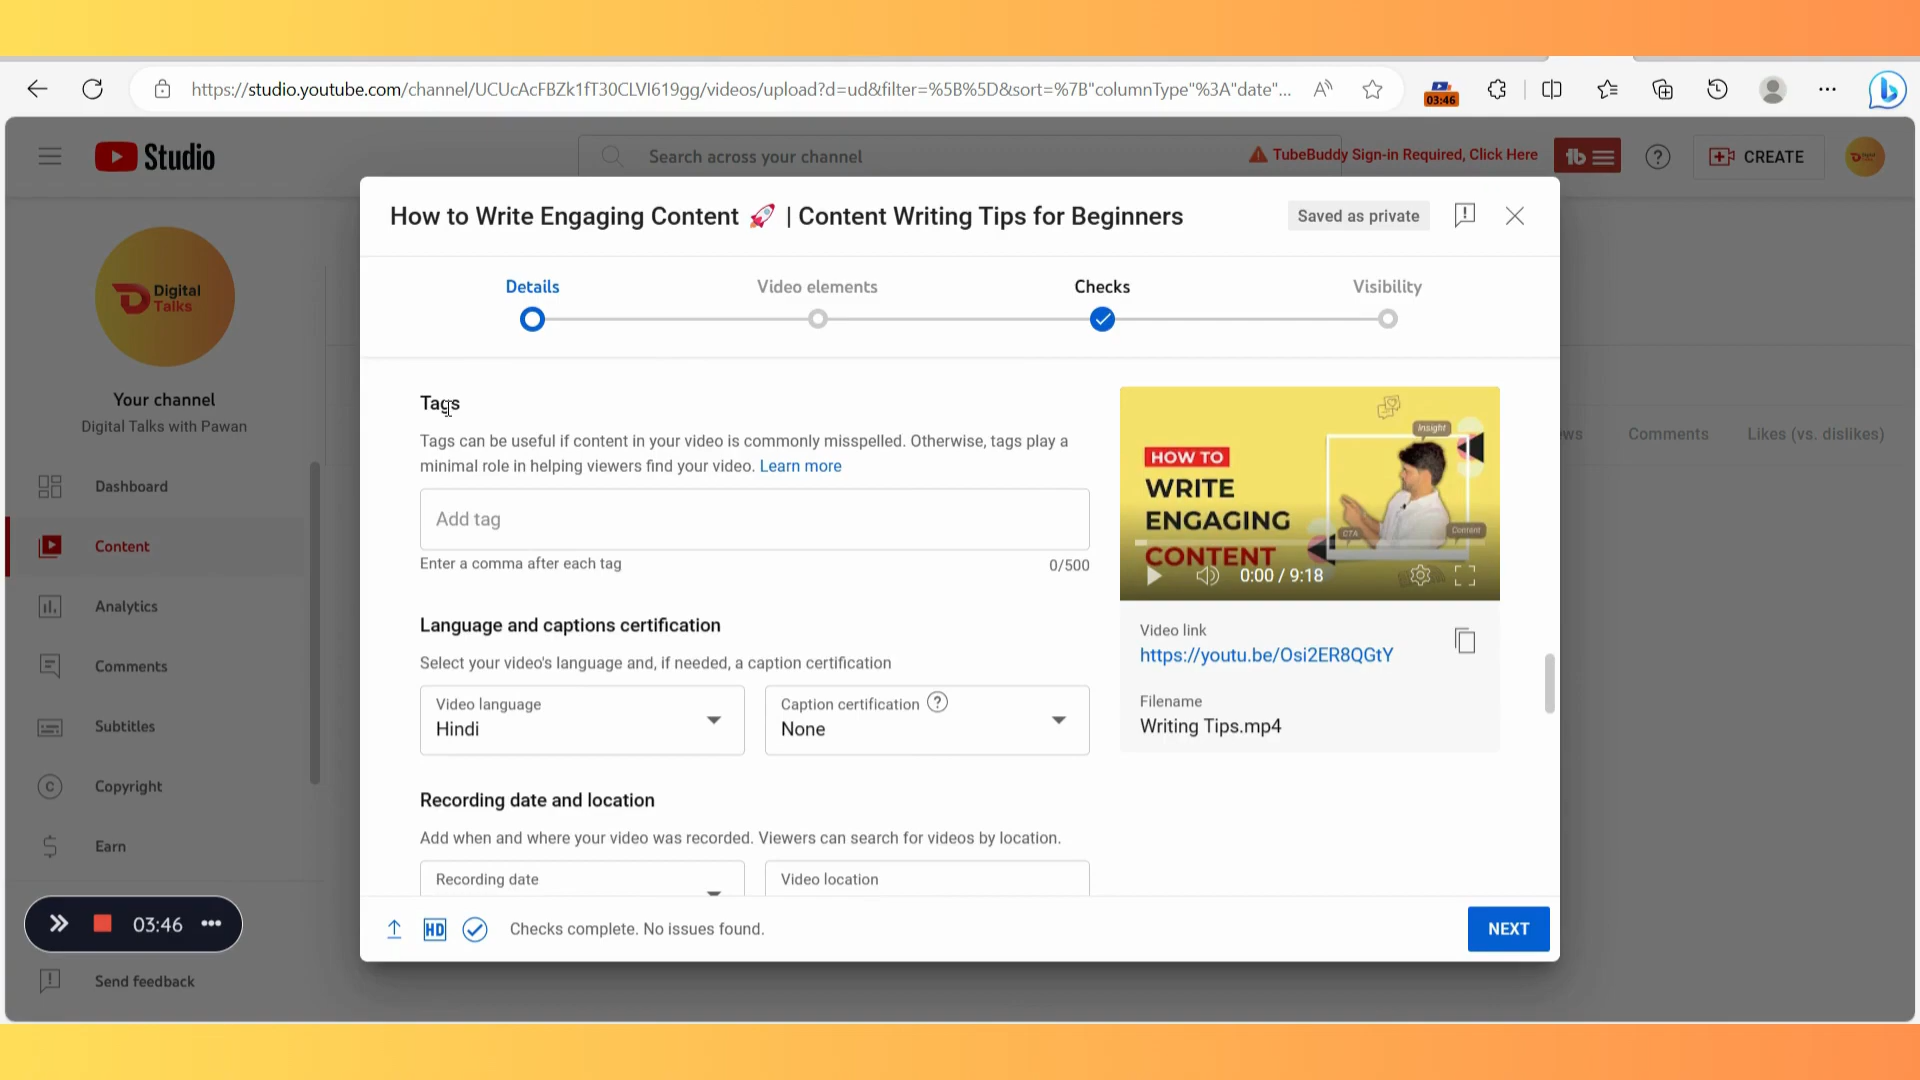 https://studio.youtube.com/channel/UCUcAcFBZk1fT30CLVI619gg/videos/upload?d=ud&filter=%5B%5D&sort=%7B"columnType"%3A"date"...
03:46
Studio
Search across your channel
TubeBuddy Sign-in Required, Click Here
tb
CREATE
Digital
Talks
Your channel
Digital Talks with Pawan
Dashboard
Content
Analytics
Comments
Subtitles
Copyright
Earn
03:46
Send feedback
How to Write Engaging Content 🚀 | Content Writing Tips for Beginners
Saved as private
Details
Video elements
Checks
Visibility
Tags
Tags can be useful if content in your video is commonly misspelled. Otherwise, tags play a
minimal role in helping viewers find your video. Learn more
Add tag
Enter a comma after each tag
0/500
Language and captions certification
Select your video's language and, if needed, a caption certification
Video language
Hindi
Caption certification
None
Recording date and location
Add when and where your video was recorded. Viewers can search for videos by location.
Recording date
Video location
Insight
HOW TO
WRITE
ENGAGING
CONTENT
CTA
Content
0:00 / 9:18
Video link
https://youtu.be/Osi2ER8QGtY
Filename
Writing Tips.mp4
HD
Checks complete. No issues found.
NEXT
Comments
Likes (vs. dislikes)